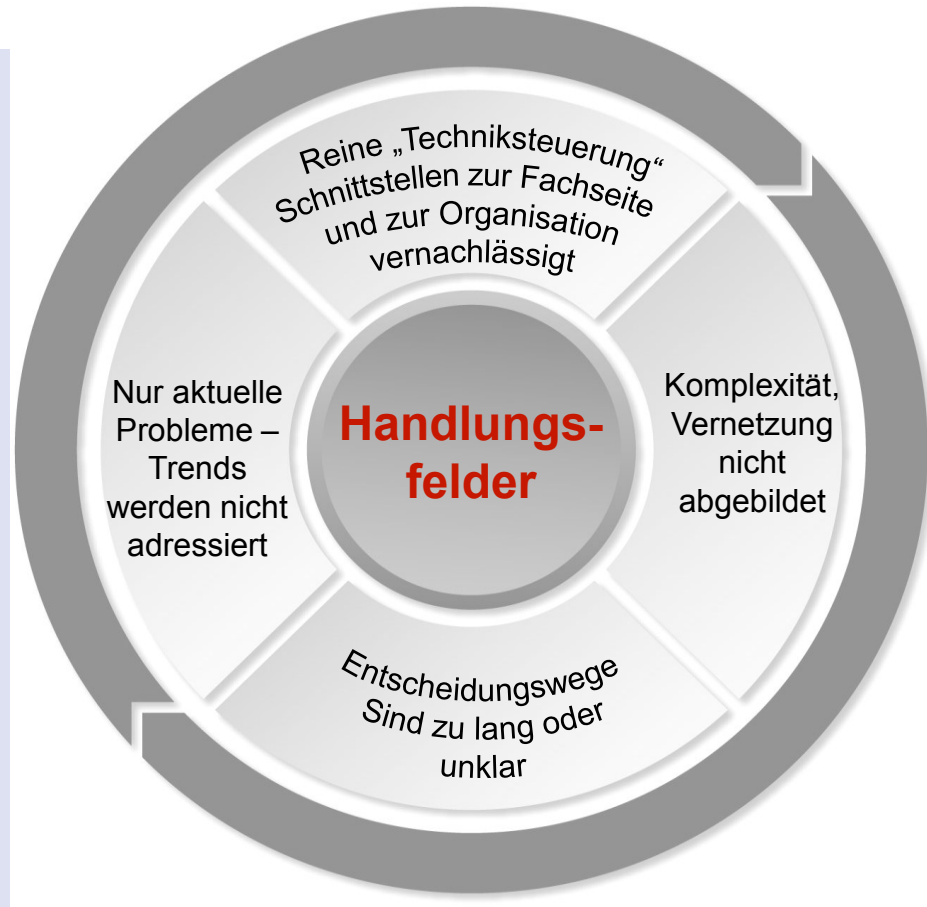 Reine „Techniksteuerung“
Schnittstellen zur Fachseite
und zur Organisation
vernachlässigt
Komplexität,
Vernetzung
nicht
abgebildet
Entscheidungswege
Sind zu lang oder
unklar
Nur aktuelle
Probleme –
Trends
werden nicht
adressiert
Handlungs-
felder